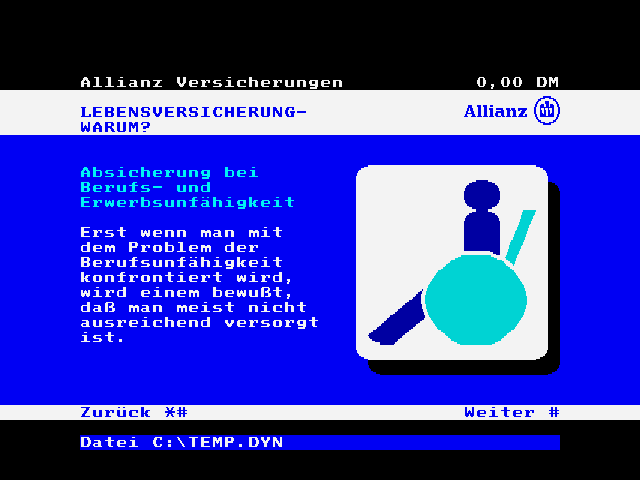 Allianz Versicherungen 0,00 DM
LEBENSVERSICHERUNG-
WARUM?
Allianz
Absicherung bei
Berufs- und
Erwerbsunfähigkeit
Erst wenn man mit
dem Problem der
Berufsunfähigkeit
konfrontiert wird,
wird einem bewußt,
daß man meist nicht
ausreichend versorgt
ist.
Zurück *# Weiter #
Datei C:\TEMP.DYN